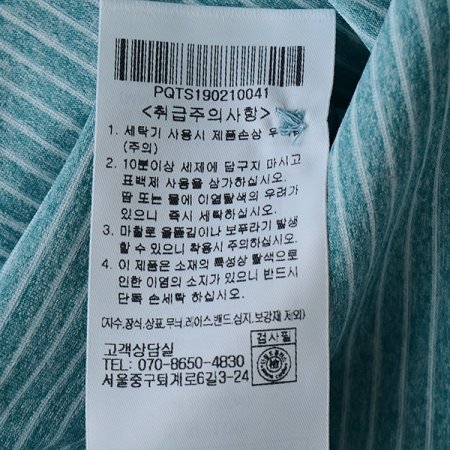 PQTS190210041
<취급주의사항>
1. 세탁기 사용시 제품손상 우
(주의)
2. 10분이상 세제에 담구지 마시고
표백제 사용을 삼가하십시오.
땀 또는 물에 이염탈색의 우려가
있으니 즉시 세탁하십시오.
3. 마찰로 올뜯김이나 보푸라기 발생
할 수 있으니 착용시 주의하십시오.
4. 이 제품은 소재의 특성상 탈색으로
인한 이염의 소지가 있으니 반드시
단독 손세탁 하십시오.
(자수,장식,상표,무늬,레이스밴드심지,보강재 제외)
고객상담실
검사필
TEL: 070-8650-4830
서울중구퇴계로6길3-24